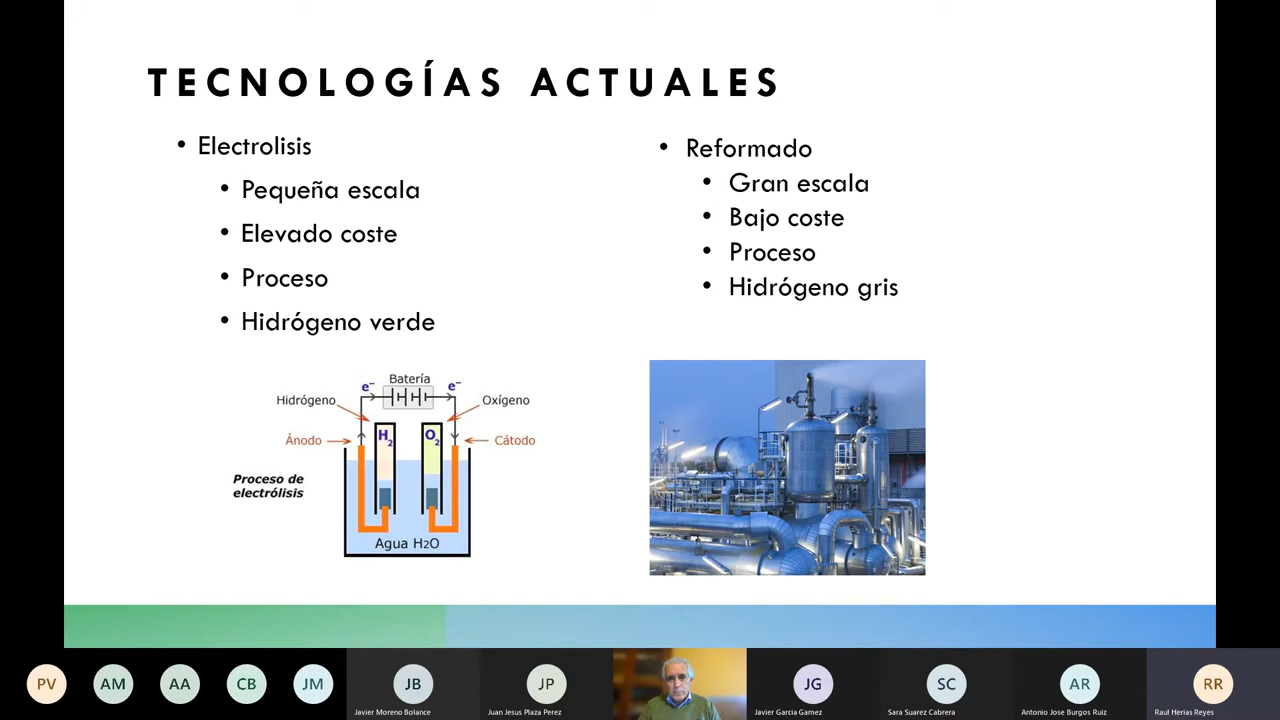 TECNOLOGÍAS ACTUALES
• Electrolisis
• Pequeña escala
• Elevado coste
• Proceso
• Hidrógeno verde
• Reformado
• Gran escala
• Bajo coste
• Proceso
• Hidrógeno gris
Batería
e⁻
e⁻
Hidrógeno
Oxígeno
H₂
O₂
Ánodo
Cátodo
Proceso de
electrólisis
Agua H2O
PV
AM
AA
CB
JM
JB
JP
JG
SC
AR
RR
Javier Moreno Bolance
Juan Jesus Plaza Perez
Javier Garcia Gamez
Sara Suarez Cabrera
Antonio Jose Burgos Ruiz
Raul Herias Reyes